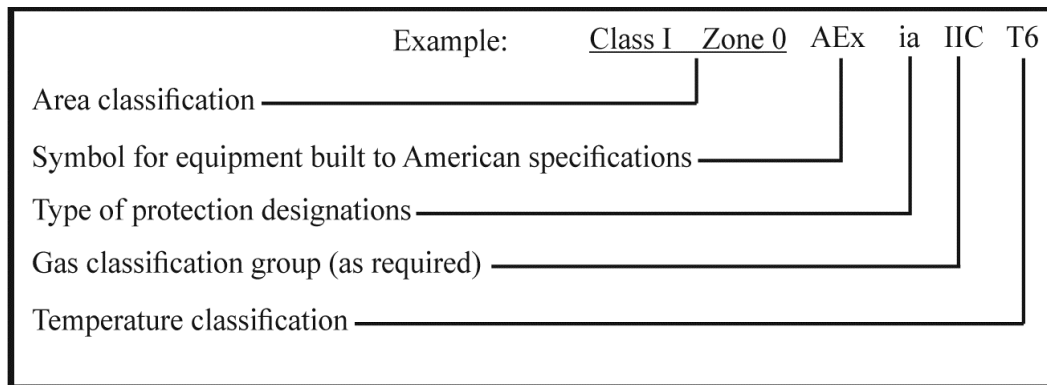 Example: Class I Zone 0 AEx ia IIC T6
Area classification
Symbol for equipment built to American specifications
Type of protection designations
Gas classification group (as required)
Temperature classification